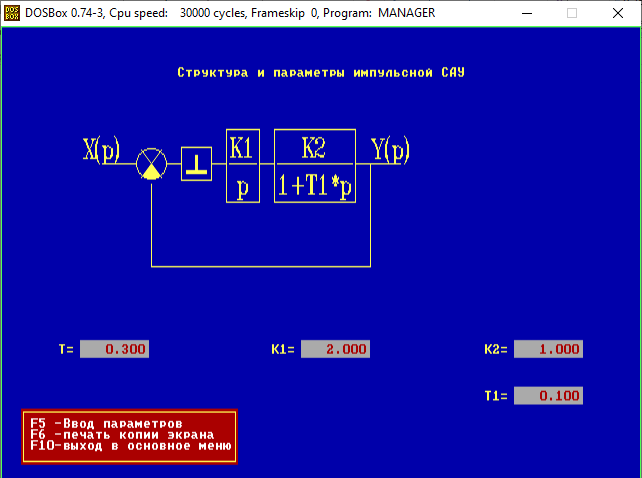 DOSBox 0.74-3, Cpu speed: 30000 cycles, Frameskip 0, Program: MANAGER
Структура и параметры импульсной САУ
X(p)
K1
p
K2
1+T1*p
Y(p)
T= 0.300
K1= 2.000
K2= 1.000
T1= 0.100
F5 -Ввод параметров
F6 -печать копии экрана
F10-выход в основное меню